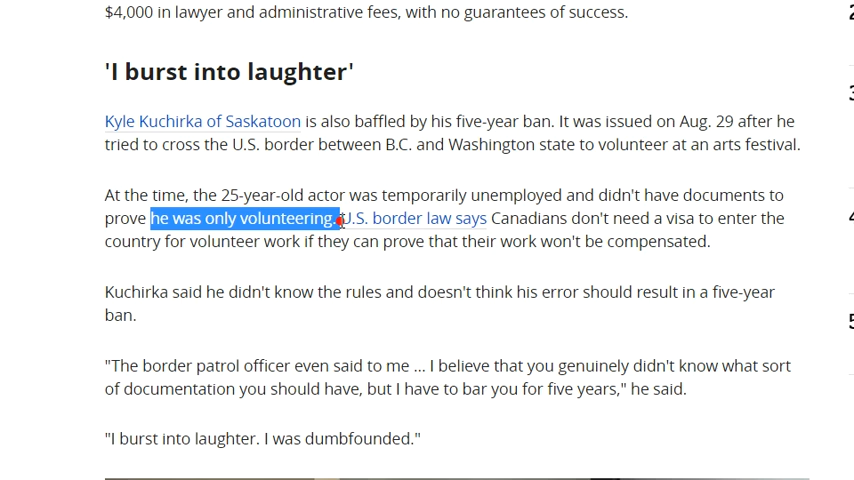 $4,000 in lawyer and administrative fees, with no guarantees of success.
'I burst into laughter'
Kyle Kuchirka of Saskatoon is also baffled by his five-year ban. It was issued on Aug. 29 after he
tried to cross the U.S. border between B.C. and Washington state to volunteer at an arts festival.
At the time, the 25-year-old actor was temporarily unemployed and didn't have documents to
prove he was only volunteering. U.S. border law says Canadians don't need a visa to enter the
country for volunteer work if they can prove that their work won't be compensated.
Kuchirka said he didn't know the rules and doesn't think his error should result in a five-year
ban.
"The border patrol officer even said to me ... I believe that you genuinely didn't know what sort
of documentation you should have, but I have to bar you for five years," he said.
"I burst into laughter. I was dumbfounded."